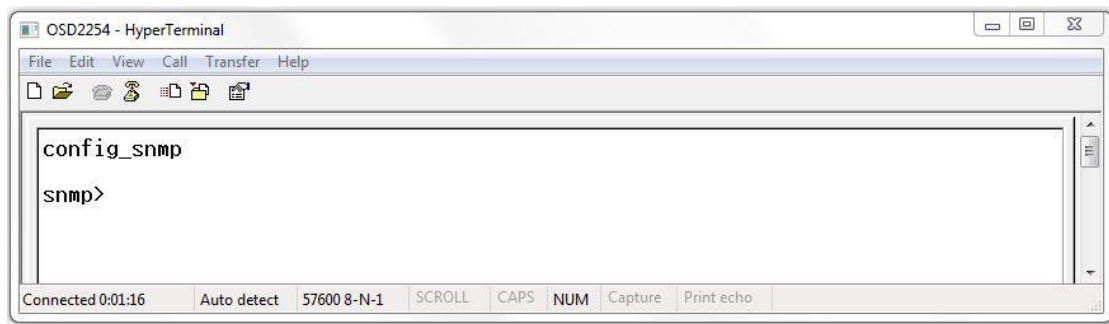 OSD2254 - HyperTerminal
File Edit View Call Transfer Help
config_snmp
snmp>
Connected 0:01:16 Auto detect 57600 8-N-1 SCROLL CAPS NUM Capture Print echo